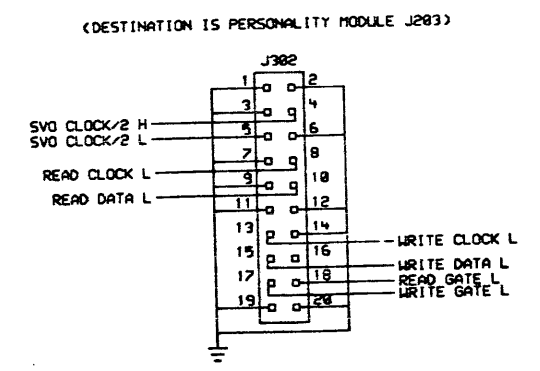 (DESTINATION IS PERSONALITY MODULE J203)
J302
1 2
3 4
SVO CLOCK/2 H
5 6
SVO CLOCK/2 L
7 8
READ CLOCK L
9 10
READ DATA L
11 12
13 14
WRITE CLOCK L
15 16
WRITE DATA L
17 18
READ GATE L
WRITE GATE L
19 20